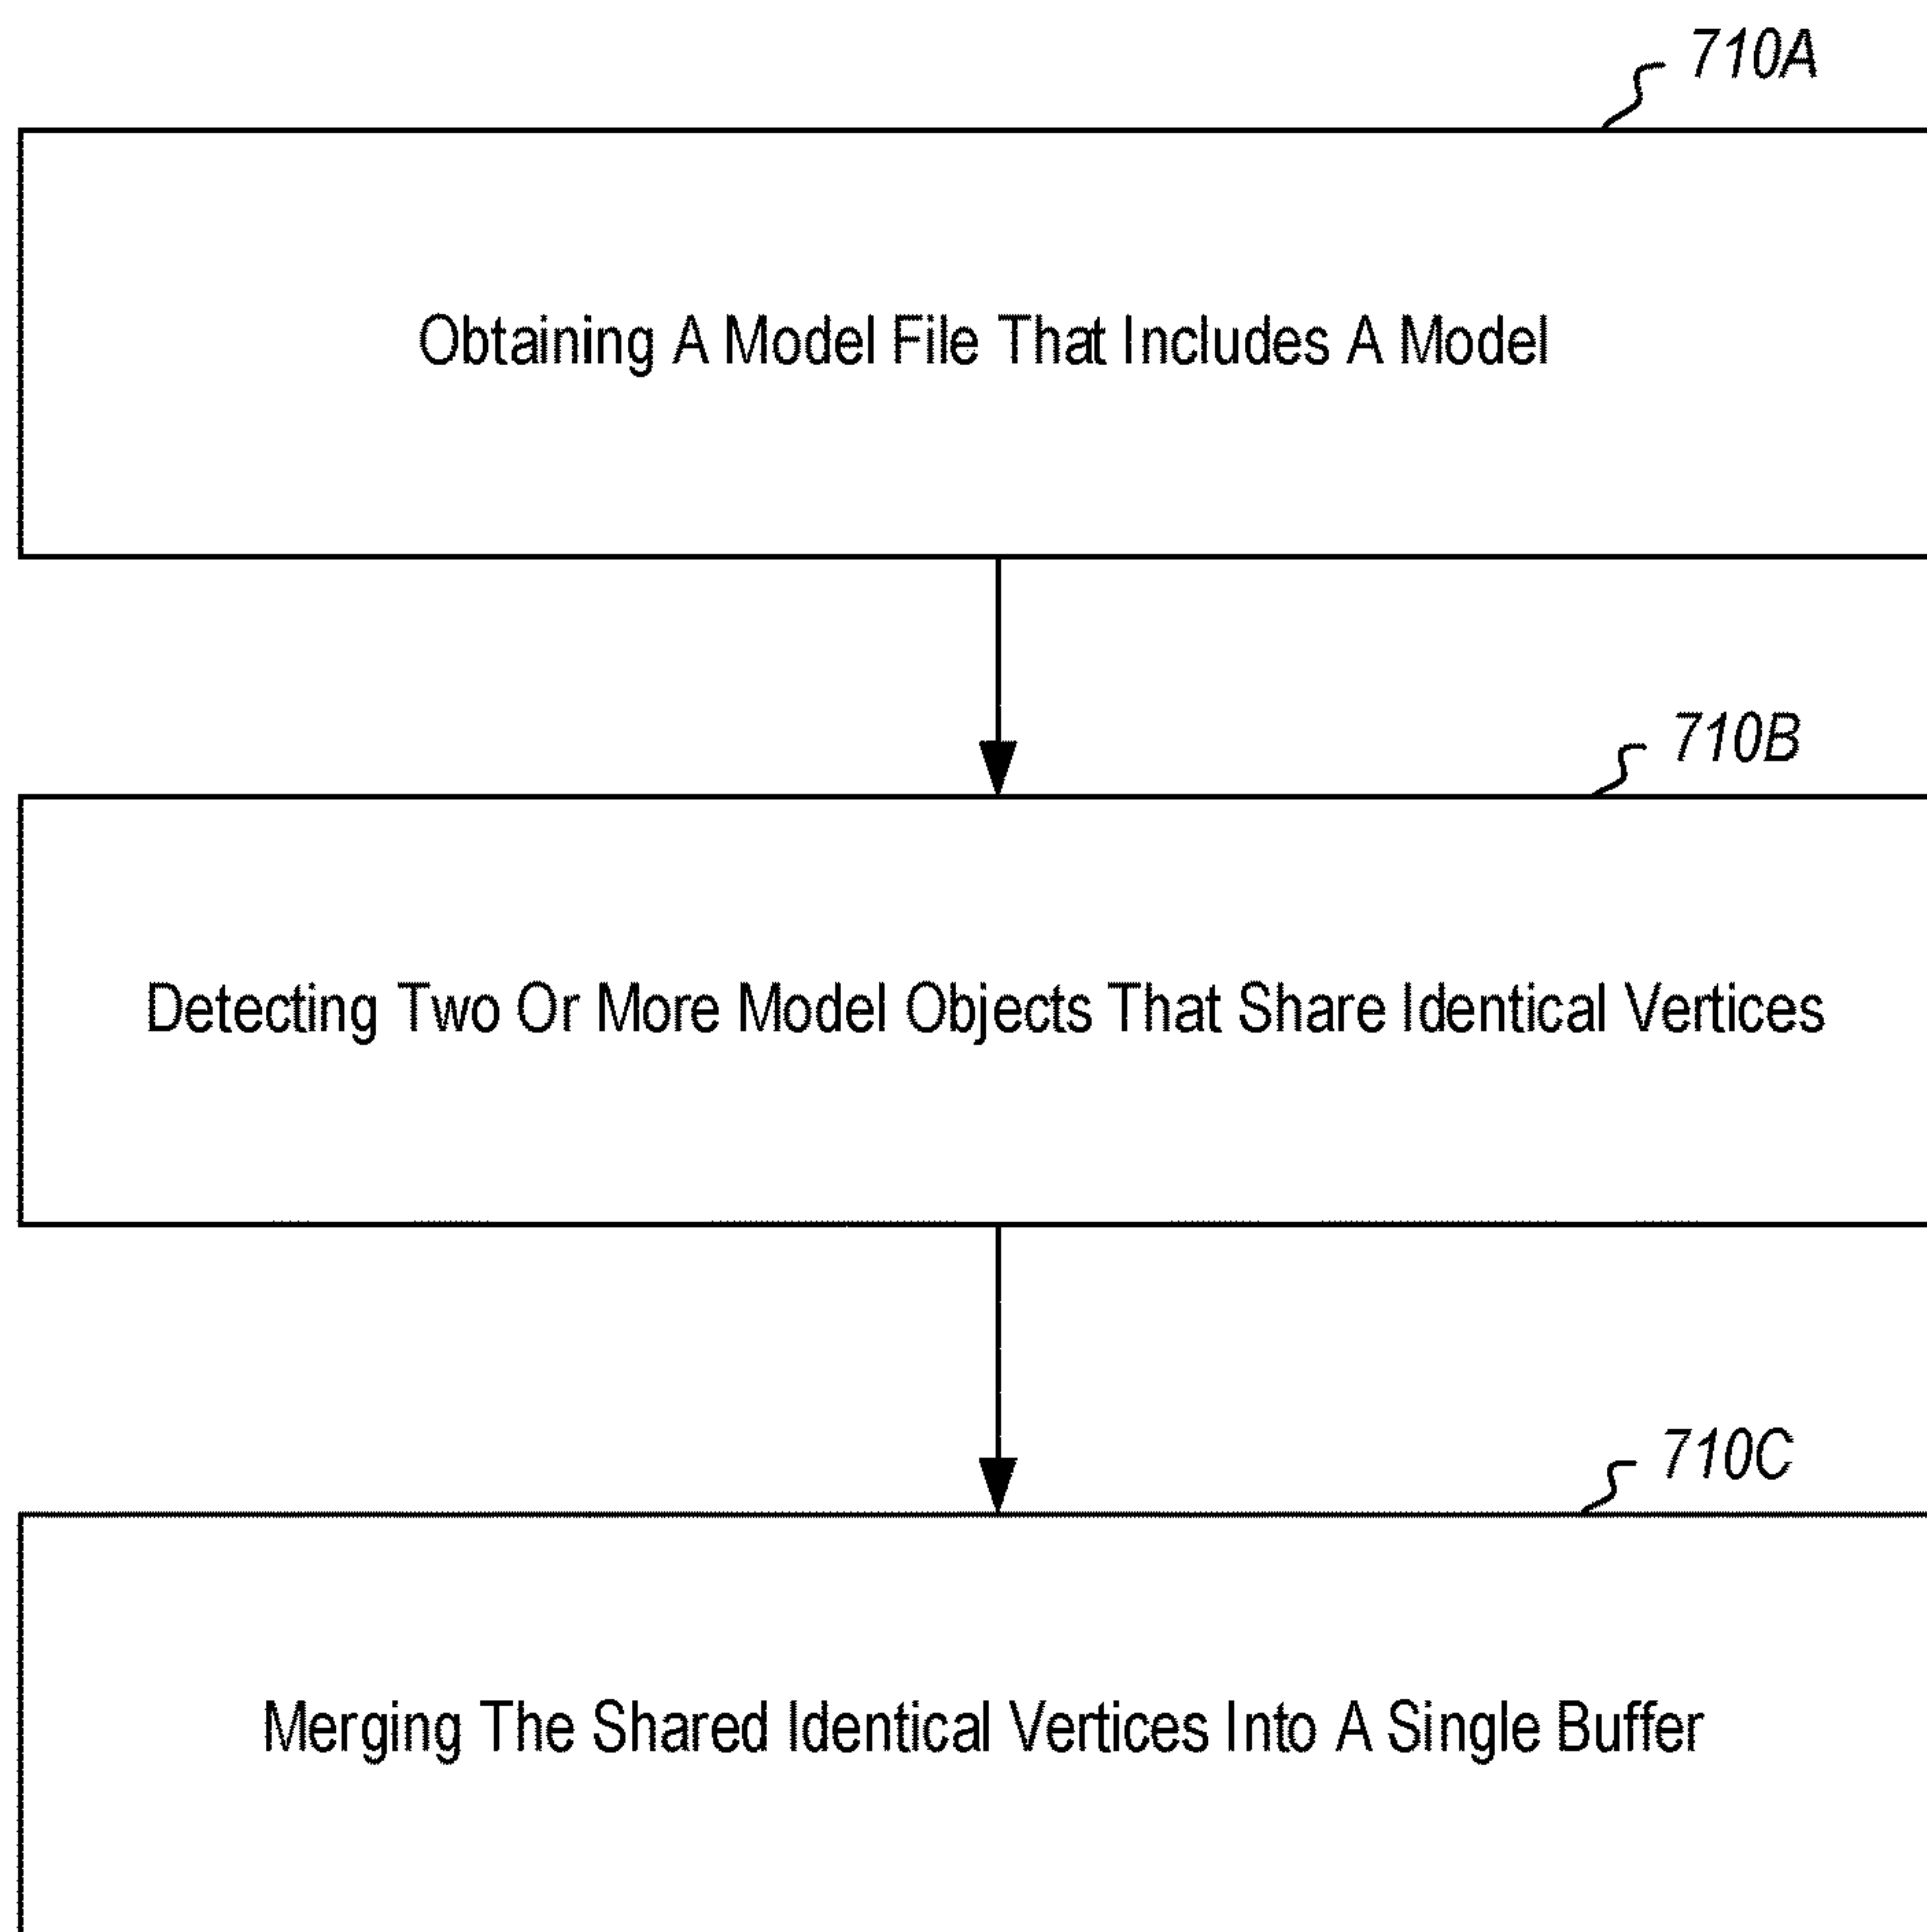 710A
Obtaining A Model File That Includes A Model
710B
Detecting Two Or More Model Objects That Share Identical Vertices
710C
Merging The Shared Identical Vertices Into A Single Buffer